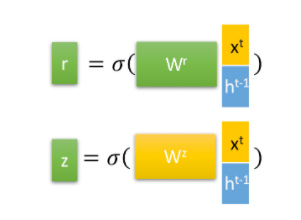 r = σ( Wʳ xᵗ )
hᵗ⁻¹
z = σ( Wᶻ xᵗ )
hᵗ⁻¹